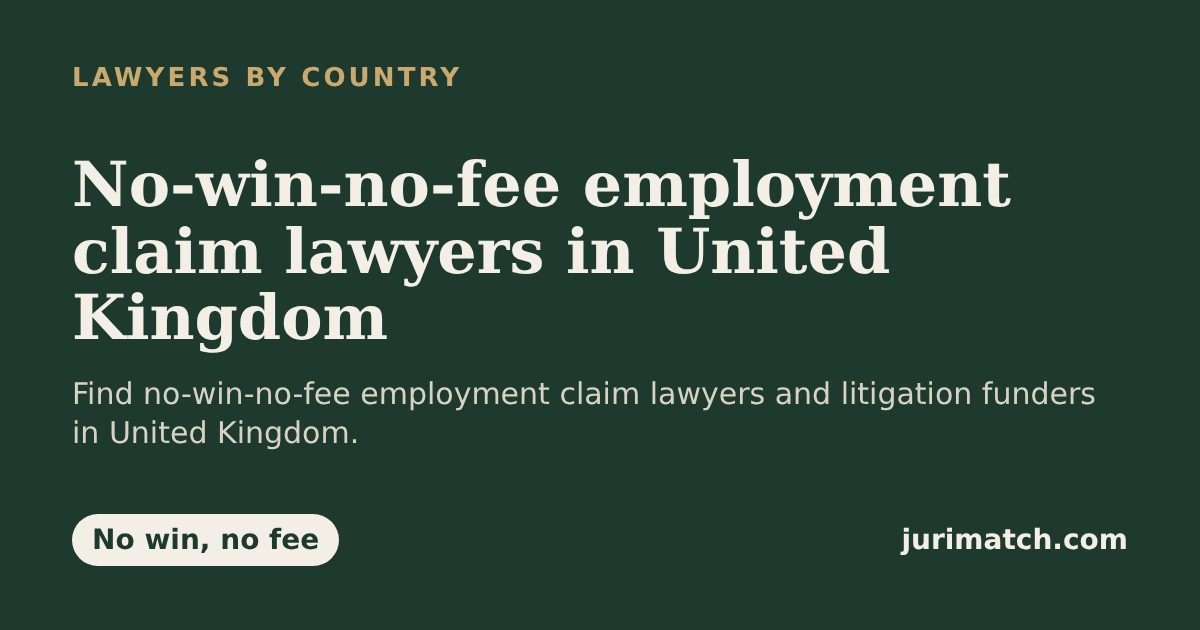 LAWYERS BY COUNTRY
No-win-no-fee employment
claim lawyers in United
Kingdom
Find no-win-no-fee employment claim lawyers and litigation funders
in United Kingdom.
No win, no fee
jurimatch.com